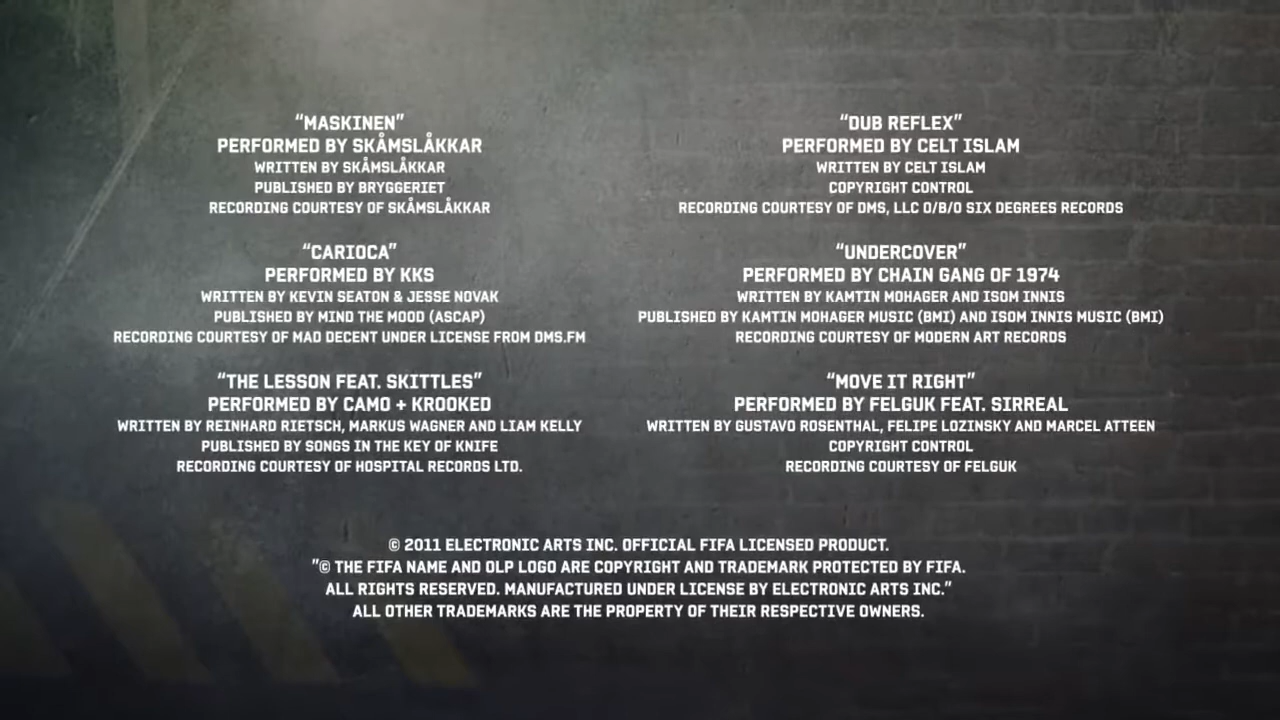 “MASKINEN”
PERFORMED BY SKÅMSLÅKKAR
WRITTEN BY SKÅMSLÅKKAR
PUBLISHED BY BRYGGERIET
RECORDING COURTESY OF SKÅMSLÅKKAR
“CARIOCA”
PERFORMED BY KKS
WRITTEN BY KEVIN SEATON & JESSE NOVAK
PUBLISHED BY MIND THE MOOD (ASCAP)
RECORDING COURTESY OF MAD DECENT UNDER LICENSE FROM DMS.FM
“THE LESSON FEAT. SKITTLES”
PERFORMED BY CAMO + KROOKED
WRITTEN BY REINHARD RIETSCH, MARKUS WAGNER AND LIAM KELLY
PUBLISHED BY SONGS IN THE KEY OF KNIFE
RECORDING COURTESY OF HOSPITAL RECORDS LTD.
“DUB REFLEX”
PERFORMED BY CELT ISLAM
WRITTEN BY CELT ISLAM
COPYRIGHT CONTROL
RECORDING COURTESY OF DMS, LLC O/B/O SIX DEGREES RECORDS
“UNDERCOVER”
PERFORMED BY CHAIN GANG OF 1974
WRITTEN BY KAMTIN MOHAGER AND ISOM INNIS
PUBLISHED BY KAMTIN MOHAGER MUSIC (BMI) AND ISOM INNIS MUSIC (BMI)
RECORDING COURTESY OF MODERN ART RECORDS
“MOVE IT RIGHT”
PERFORMED BY FELGUK FEAT. SIRREAL
WRITTEN BY GUSTAVO ROSENTHAL, FELIPE LOZINSKY AND MARCEL ATTEEN
COPYRIGHT CONTROL
RECORDING COURTESY OF FELGUK
© 2011 ELECTRONIC ARTS INC. OFFICIAL FIFA LICENSED PRODUCT.
"© THE FIFA NAME AND OLP LOGO ARE COPYRIGHT AND TRADEMARK PROTECTED BY FIFA.
ALL RIGHTS RESERVED. MANUFACTURED UNDER LICENSE BY ELECTRONIC ARTS INC."
ALL OTHER TRADEMARKS ARE THE PROPERTY OF THEIR RESPECTIVE OWNERS.